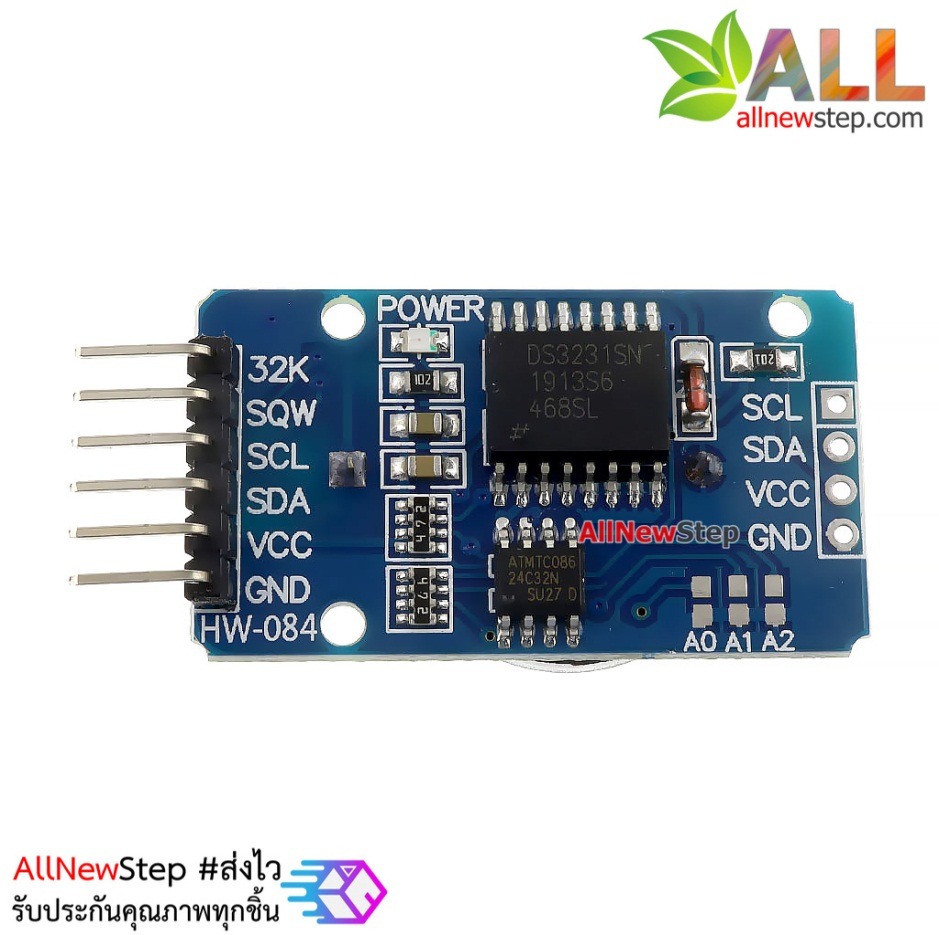 ALL
allnewstep.com
POWER
32K
SQW
SCL
SDA
VCC
GND
HW-084
102
472
472
DS3231SN
1913S6
468SL
#
102
SCL
SDA
VCC
GND
AllNewStep
ATMTC086
24C32N
SU27 D
A0 A1 A2
AllNewStep #ส่งไว
รับประกันคุณภาพทุกชิ้น